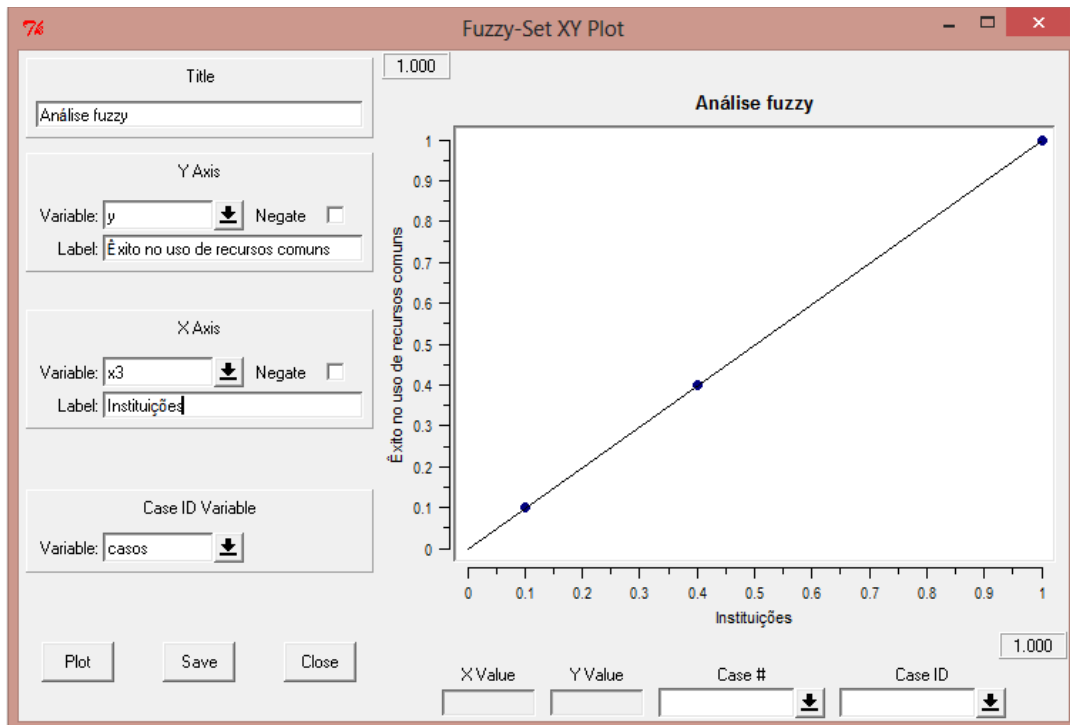 Fuzzy-Set XY Plot
Title
Análise fuzzy
Y Axis
Variable: y Negate
Label: Êxito no uso de recursos comuns
X Axis
Variable: x3 Negate
Label: Instituições
Case ID Variable
Variable: casos
Plot Save Close
1.000
Análise fuzzy
Êxito no uso de recursos comuns
1
0.9
0.8
0.7
0.6
0.5
0.4
0.3
0.2
0.1
0
0 0.1 0.2 0.3 0.4 0.5 0.6 0.7 0.8 0.9 1
Instituições
1.000
X Value Y Value Case # Case ID